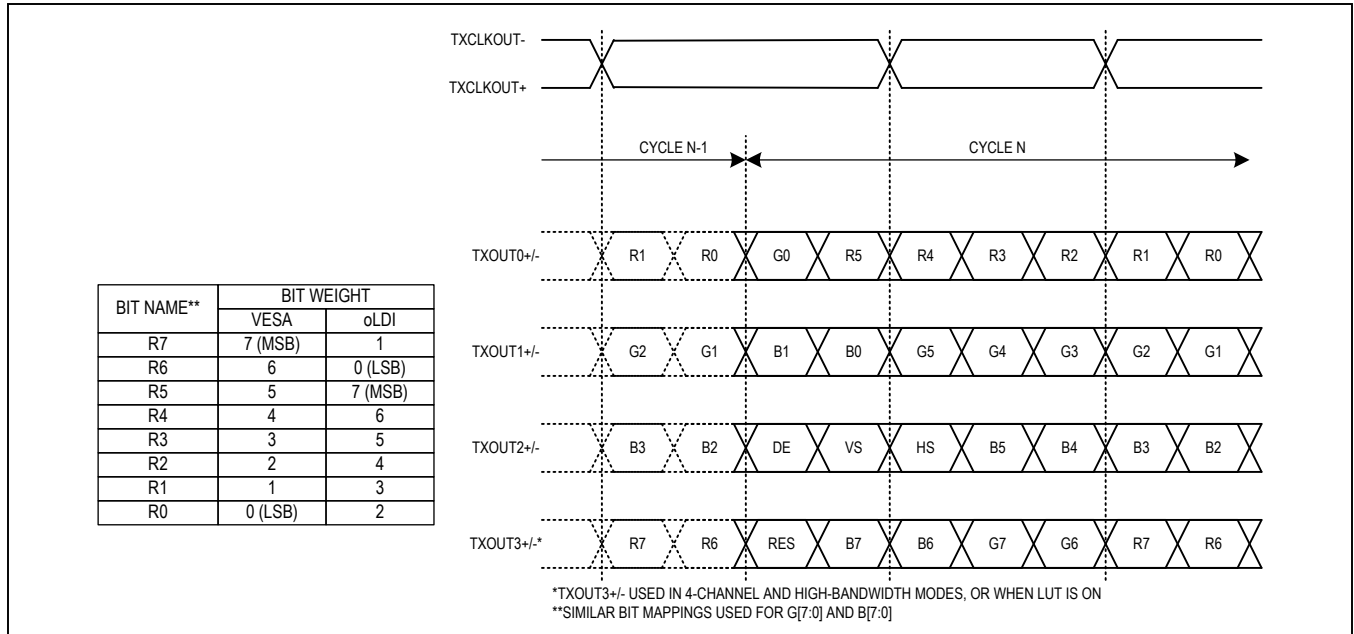 TXCLKOUT-
TXCLKOUT+
CYCLE N-1 CYCLE N
TXOUT0+/- R1 R0 G0 R5 R4 R3 R2 R1 R0
TXOUT1+/- G2 G1 B1 B0 G5 G4 G3 G2 G1
TXOUT2+/- B3 B2 DE VS HS B5 B4 B3 B2
TXOUT3+/-* R7 R6 RES B7 B6 G7 G6 R7 R6
*TXOUT3+/- USED IN 4-CHANNEL AND HIGH-BANDWIDTH MODES, OR WHEN LUT IS ON
**SIMILAR BIT MAPPINGS USED FOR G[7:0] AND B[7:0]
BIT NAME** BIT WEIGHT
VESA oLDI
R7 7 (MSB) 1
R6 6 0 (LSB)
R5 5 7 (MSB)
R4 4 6
R3 3 5
R2 2 4
R1 1 3
R0 0 (LSB) 2